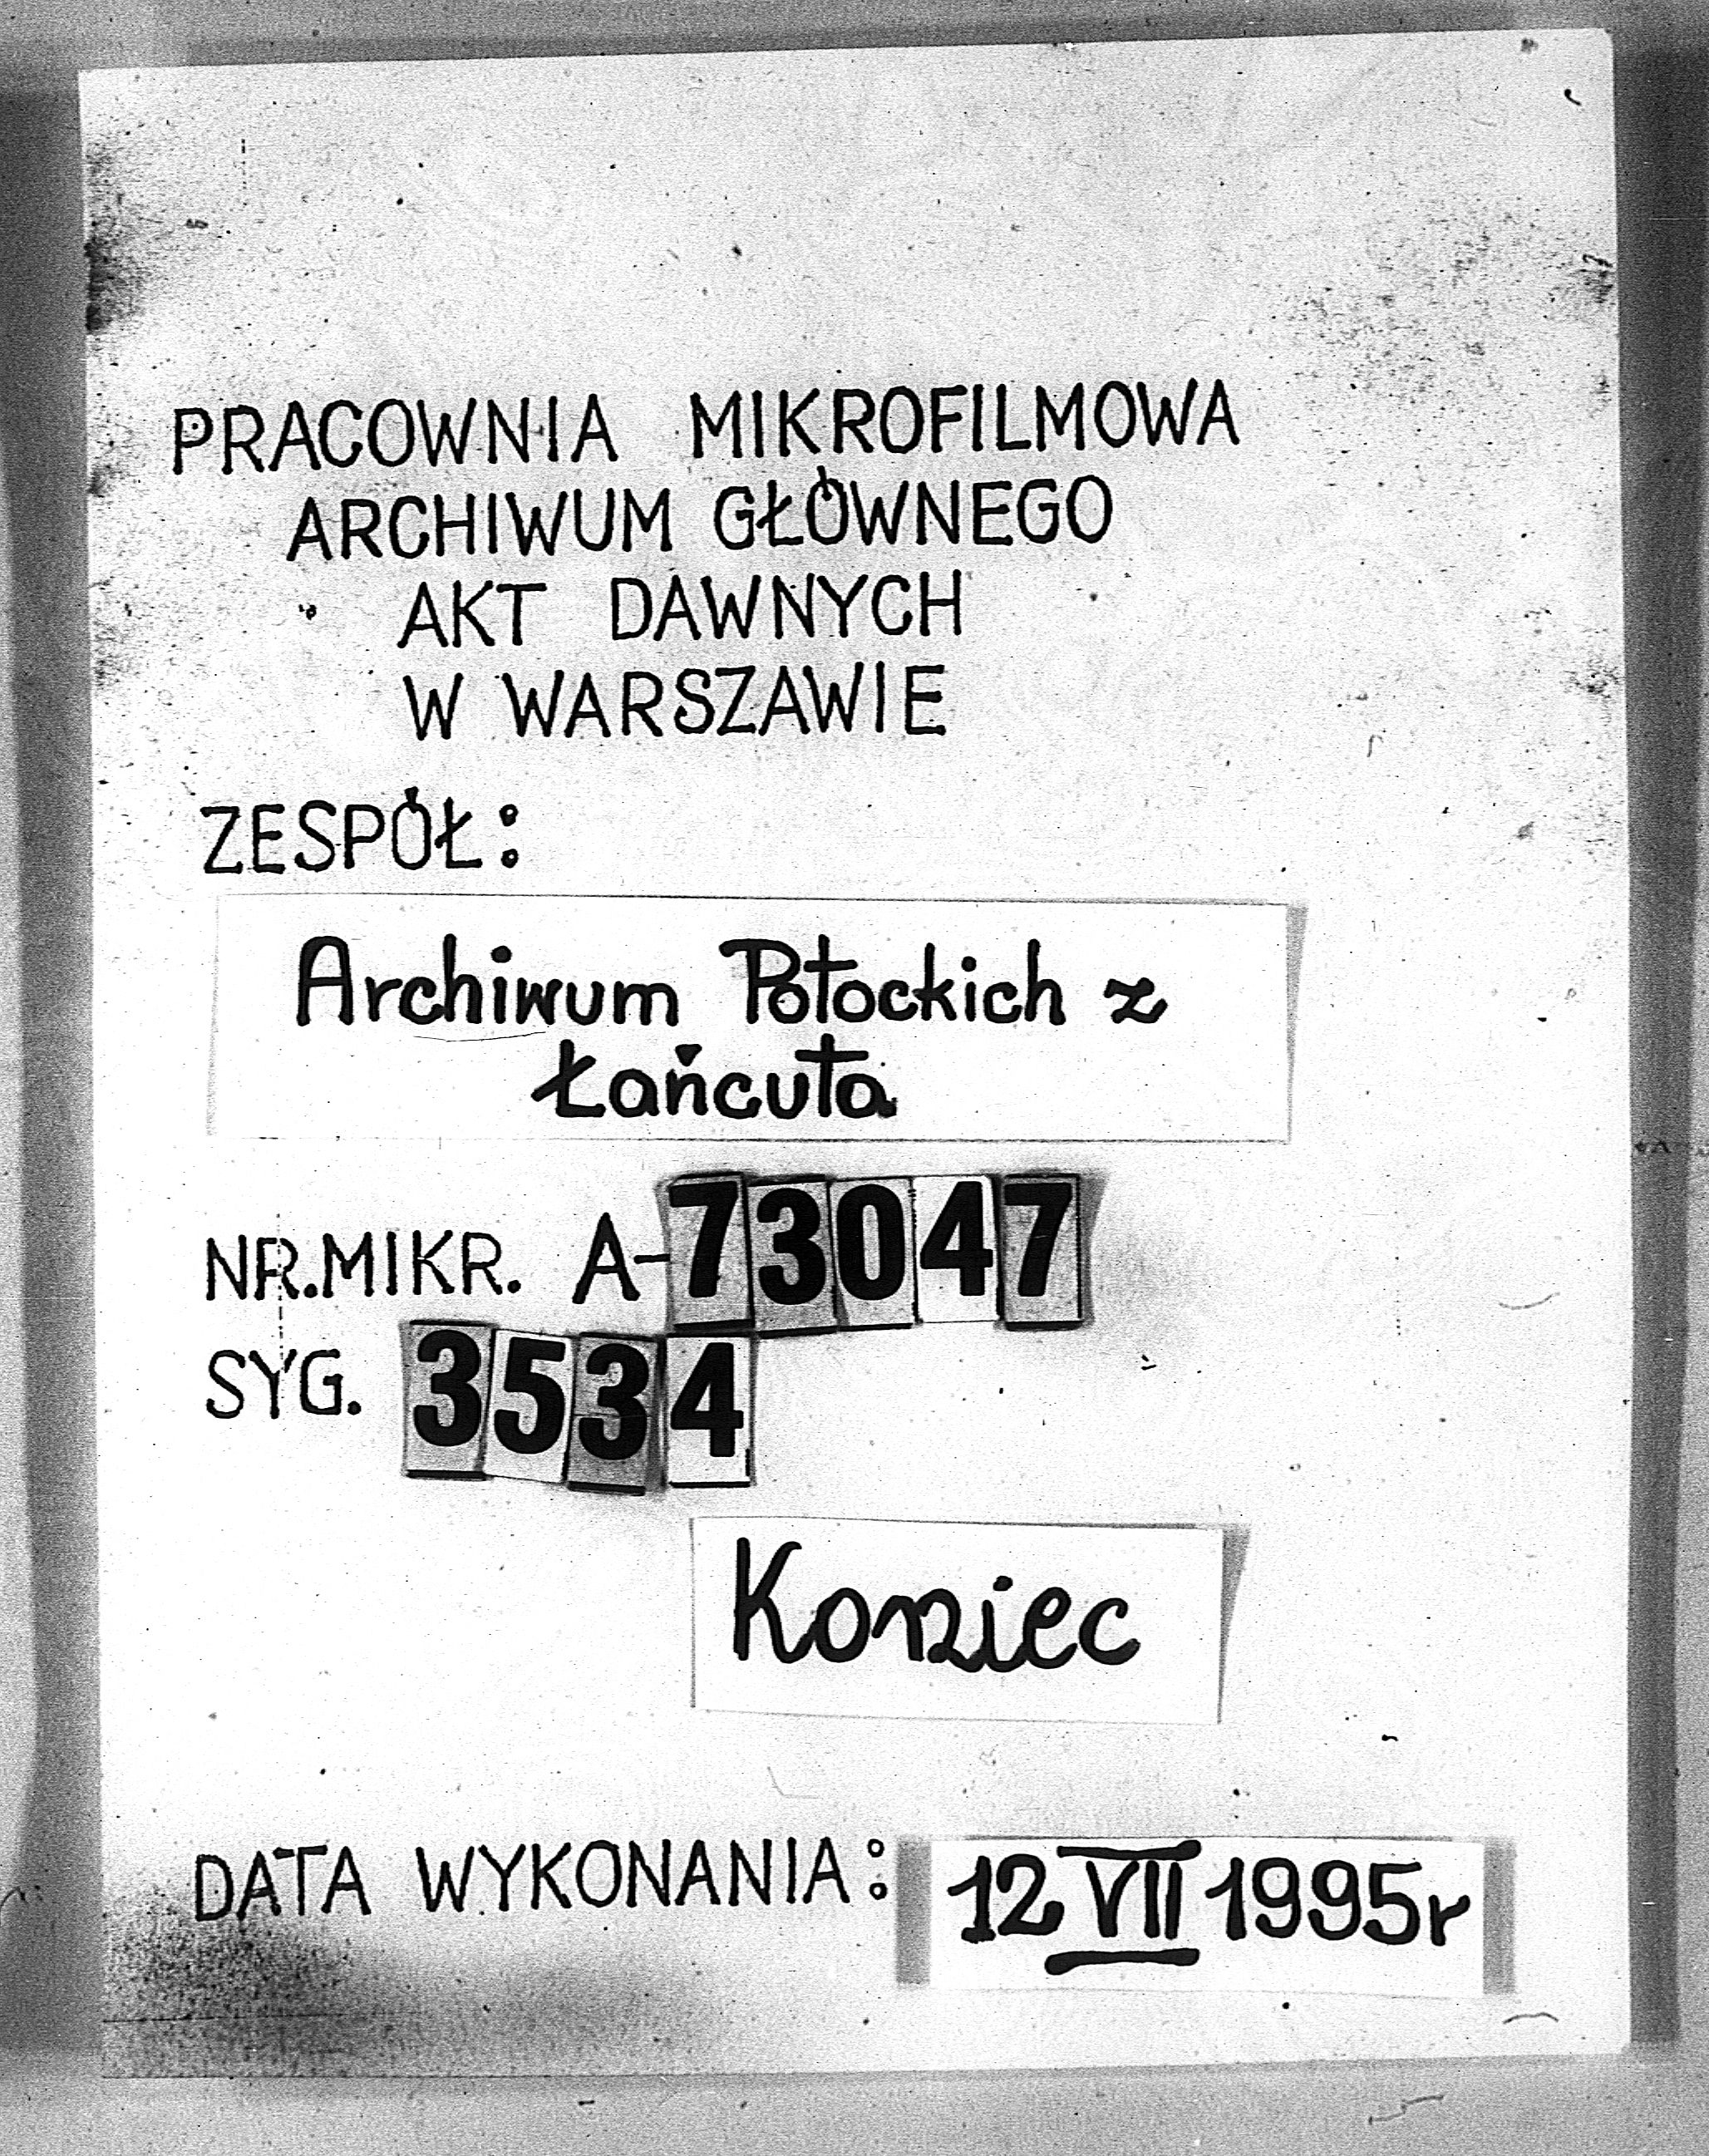 PRACOWNIA MIKROFILMOWA
ARCHIWUM GŁÓWNEGO
AKT DAWNYCH
W WARSZAWIE
ZESPÓŁ:
Archiwum Potockich z
Łańcuta
NR.MIKR. A-73047
SYG. 3534
Koniec
DATA WYKONANIA: 12 VII 1995r